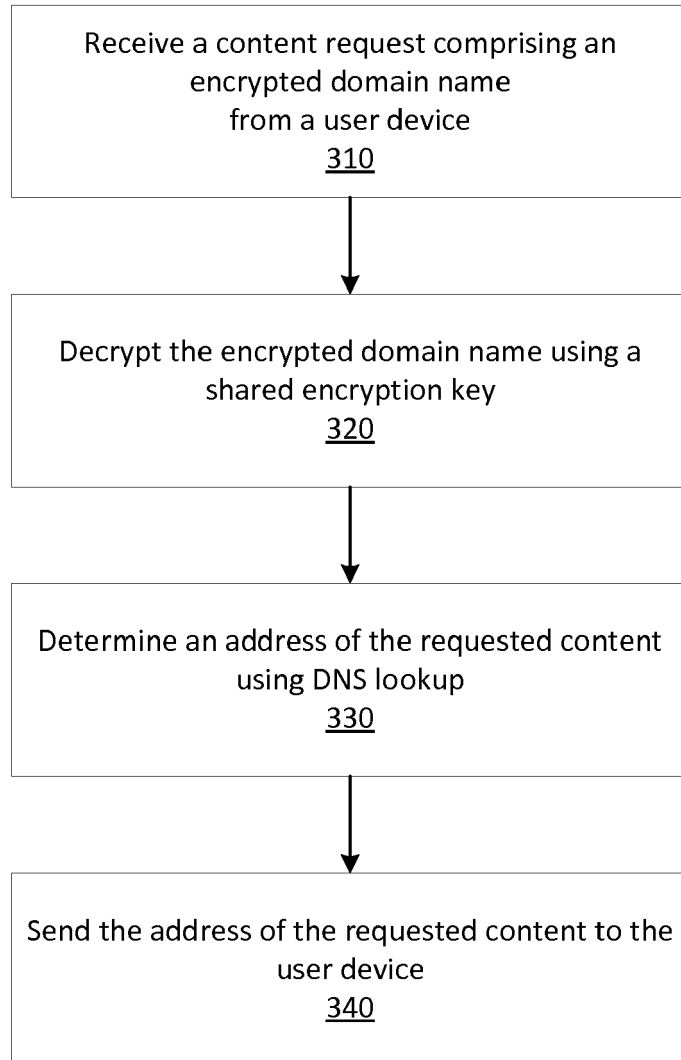 Receive a content request comprising an
encrypted domain name
from a user device
310
Decrypt the encrypted domain name using a
shared encryption key
320
Determine an address of the requested content
using DNS lookup
330
Send the address of the requested content to the
user device
340